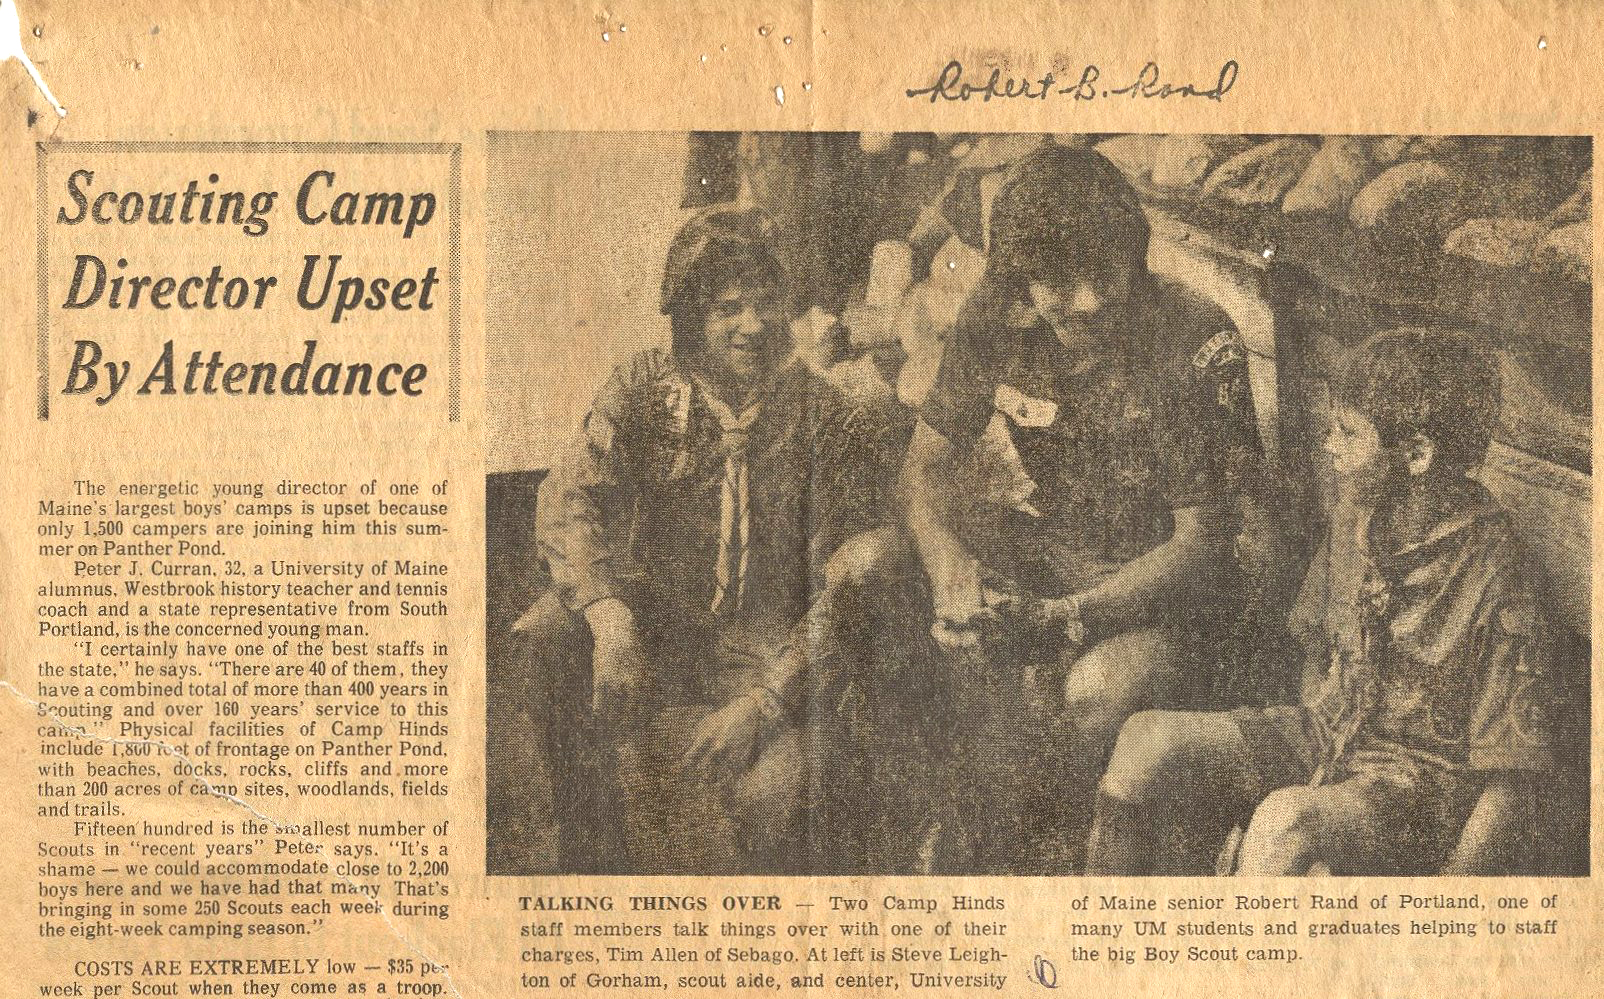 Robert B. Rand
Scouting Camp
Director Upset
By Attendance
The energetic young director of one of
Maine's largest boys' camps is upset because
only 1,500 campers are joining him this sum-
mer on Panther Pond.
Peter J. Curran, 32, a University of Maine
alumnus, Westbrook history teacher and tennis
coach and a state representative from South
Portland, is the concerned young man.
"I certainly have one of the best staffs in
the state," he says. "There are 40 of them, they
have a combined total of more than 400 years in
Scouting and over 160 years' service to this
camp." Physical facilities of Camp Hinds
include 1,800 feet of frontage on Panther Pond,
with beaches, docks, rocks, cliffs and more
than 200 acres of camp sites, woodlands, fields
and trails.
Fifteen hundred is the smallest number of
Scouts in "recent years" Peter says. "It's a
shame — we could accommodate close to 2,200
boys here and we have had that many That's
bringing in some 250 Scouts each week during
the eight-week camping season."
COSTS ARE EXTREMELY low — $35 per
week per Scout when they come as a troop.
TALKING THINGS OVER — Two Camp Hinds
staff members talk things over with one of their
charges, Tim Allen of Sebago. At left is Steve Leigh-
ton of Gorham, scout aide, and center, University
of Maine senior Robert Rand of Portland, one of
many UM students and graduates helping to staff
the big Boy Scout camp.